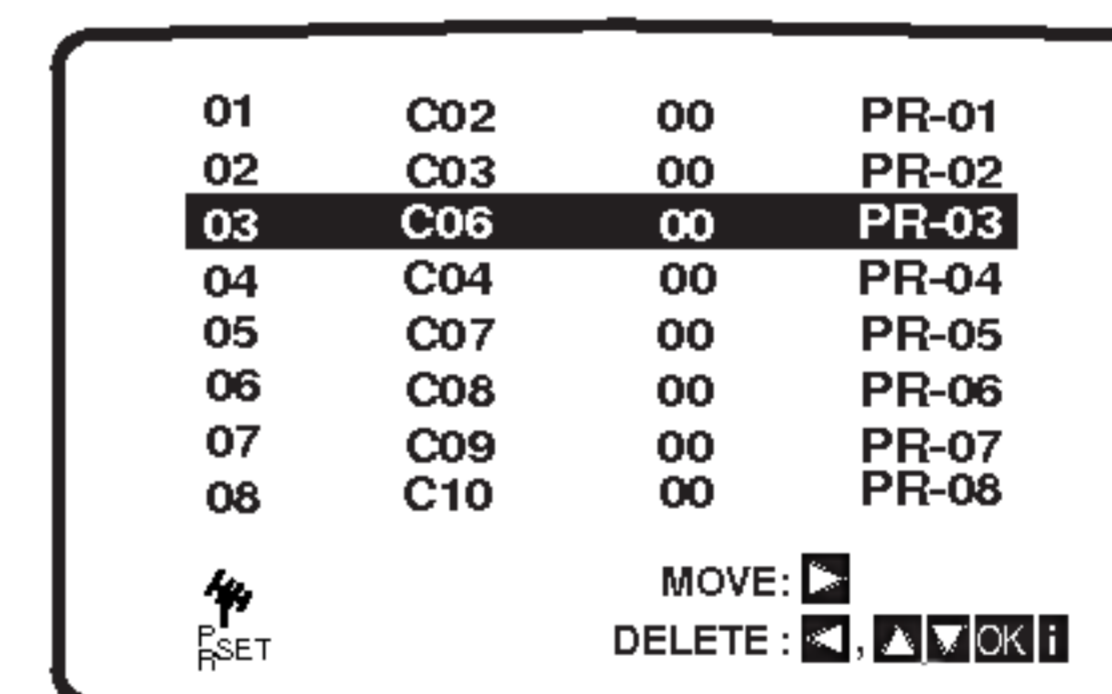 01 C02 00 PR-01
02 C03 00 PR-02
03 C06 00 PR-03
04 C04 00 PR-04
05 C07 00 PR-05
06 C08 00 PR-06
07 C09 00 PR-07
08 C10 00 PR-08
MOVE: ▷
PR SET DELETE : ◁, △ ▽ OK i